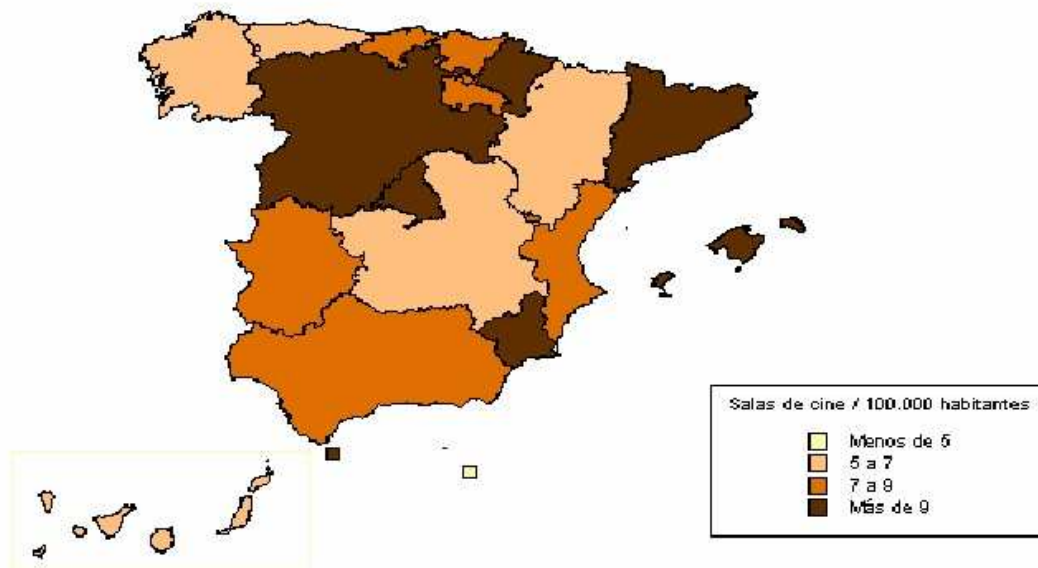 Salas de cine / 100.000 habitantes
Menos de 5
5 a 7
7 a 9
Más de 9